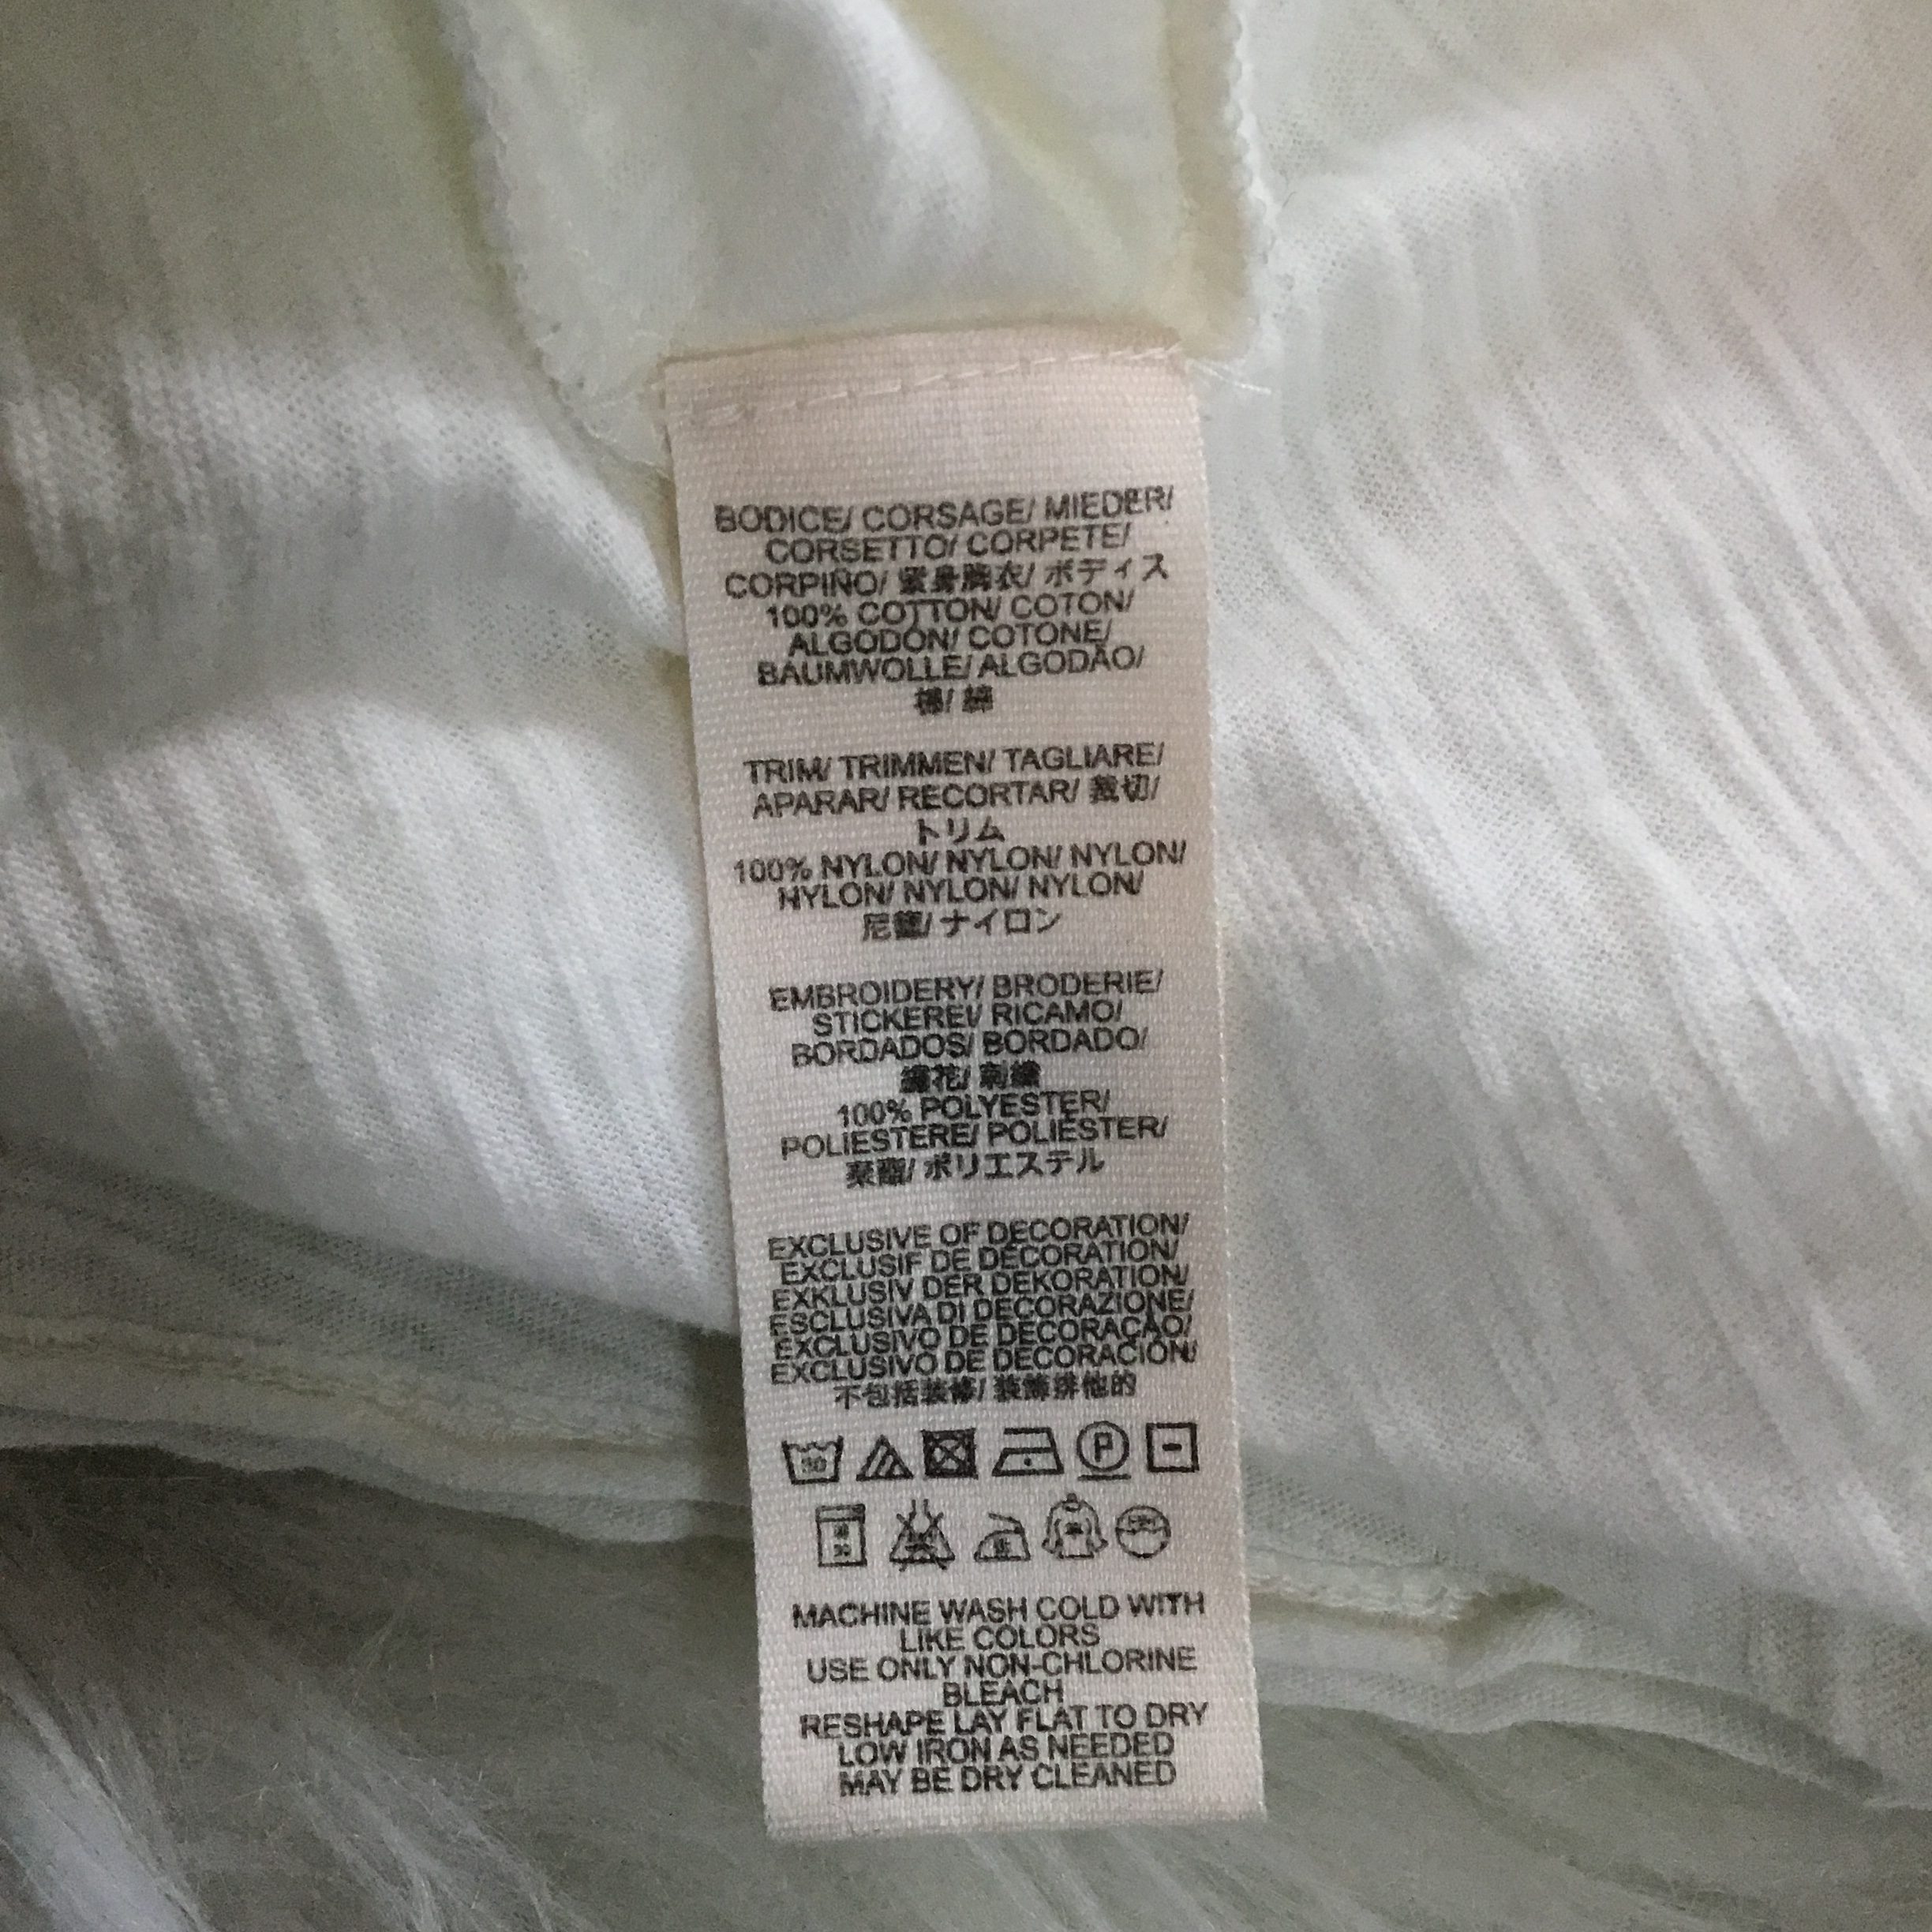 BODICE/ CORSAGE/ MIEDER/
CORSETTO/ CORPETE/
CORPIÑO/ 緊身胸衣/ ボディス
100% COTTON/ COTON/
ALGODÓN/ COTONE/
BAUMWOLLE/ ALGODÃO/
棉/ 綿
TRIM/ TRIMMEN/ TAGLIARE/
APARAR/ RECORTAR/ 裁切/
トリム
100% NYLON/ NYLON/ NYLON/
NYLON/ NYLON/ NYLON/
尼龍/ ナイロン
EMBROIDERY/ BRODERIE/
STICKEREI/ RICAMO/
BORDADOS/ BORDADO/
繡花/ 刺繍
100% POLYESTER/
POLIESTERE/ POLIÉSTER/
聚酯/ ポリエステル
EXCLUSIVE OF DECORATION/
EXCLUSIF DE DÉCORATION/
EXKLUSIV DER DEKORATION/
ESCLUSIVA DI DECORAZIONE/
EXCLUSIVO DE DECORAÇÃO/
EXCLUSIVO DE DECORACIÓN/
不包括装修/ 装飾排他的
30 P
MACHINE WASH COLD WITH
LIKE COLORS
USE ONLY NON-CHLORINE
BLEACH
RESHAPE LAY FLAT TO DRY
LOW IRON AS NEEDED
MAY BE DRY CLEANED